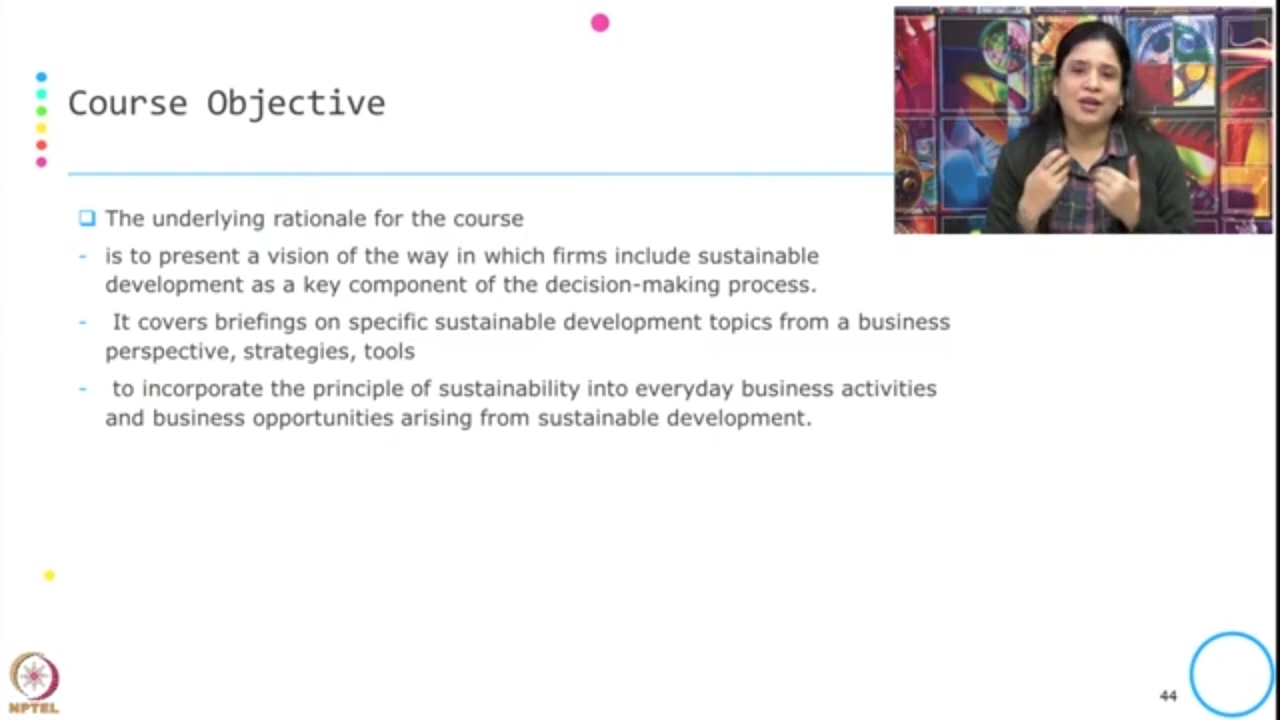 Course Objective
❑ The underlying rationale for the course
- is to present a vision of the way in which firms include sustainable
development as a key component of the decision-making process.
- It covers briefings on specific sustainable development topics from a business
perspective, strategies, tools
- to incorporate the principle of sustainability into everyday business activities
and business opportunities arising from sustainable development.
NPTEL
44